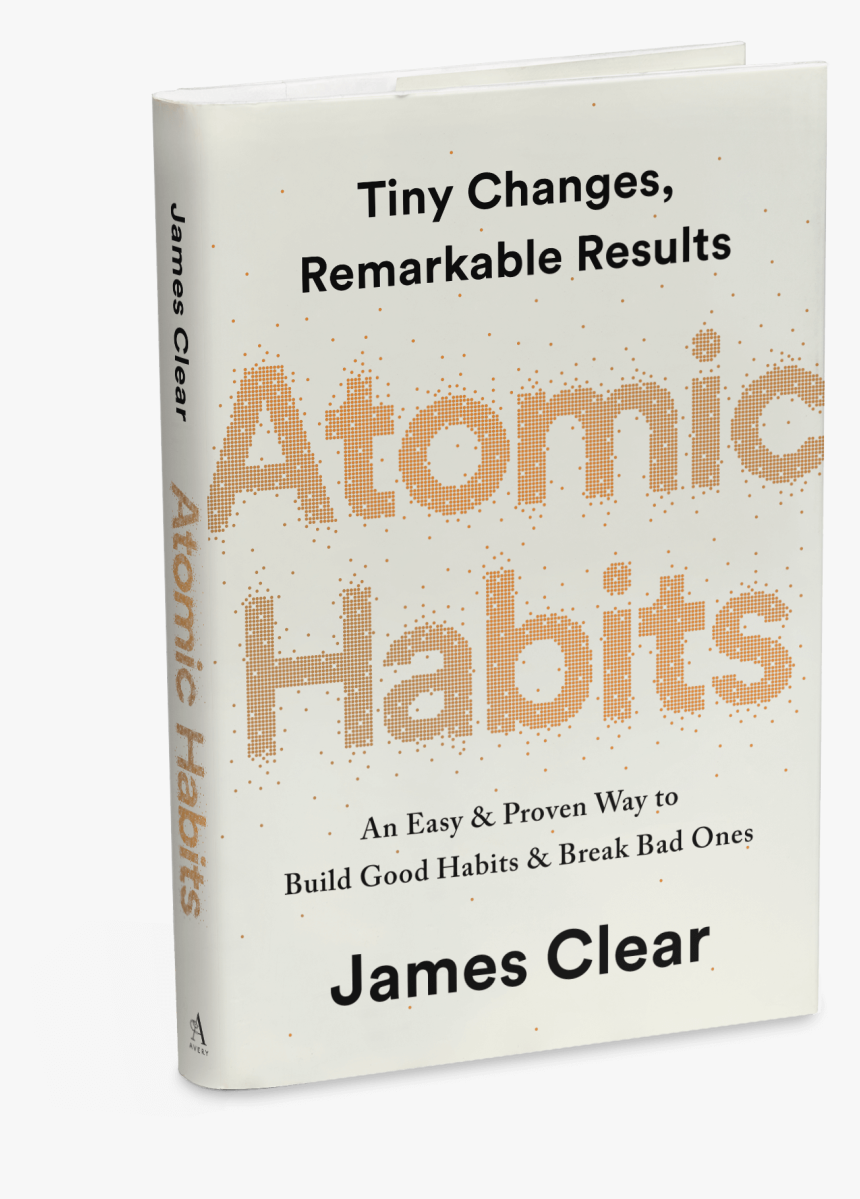 Tiny Changes,
Remarkable Results
Atomic
Habits
An Easy & Proven Way to
Build Good Habits & Break Bad Ones
James Clear
James Clear
Atomic Habits
A
AVERY